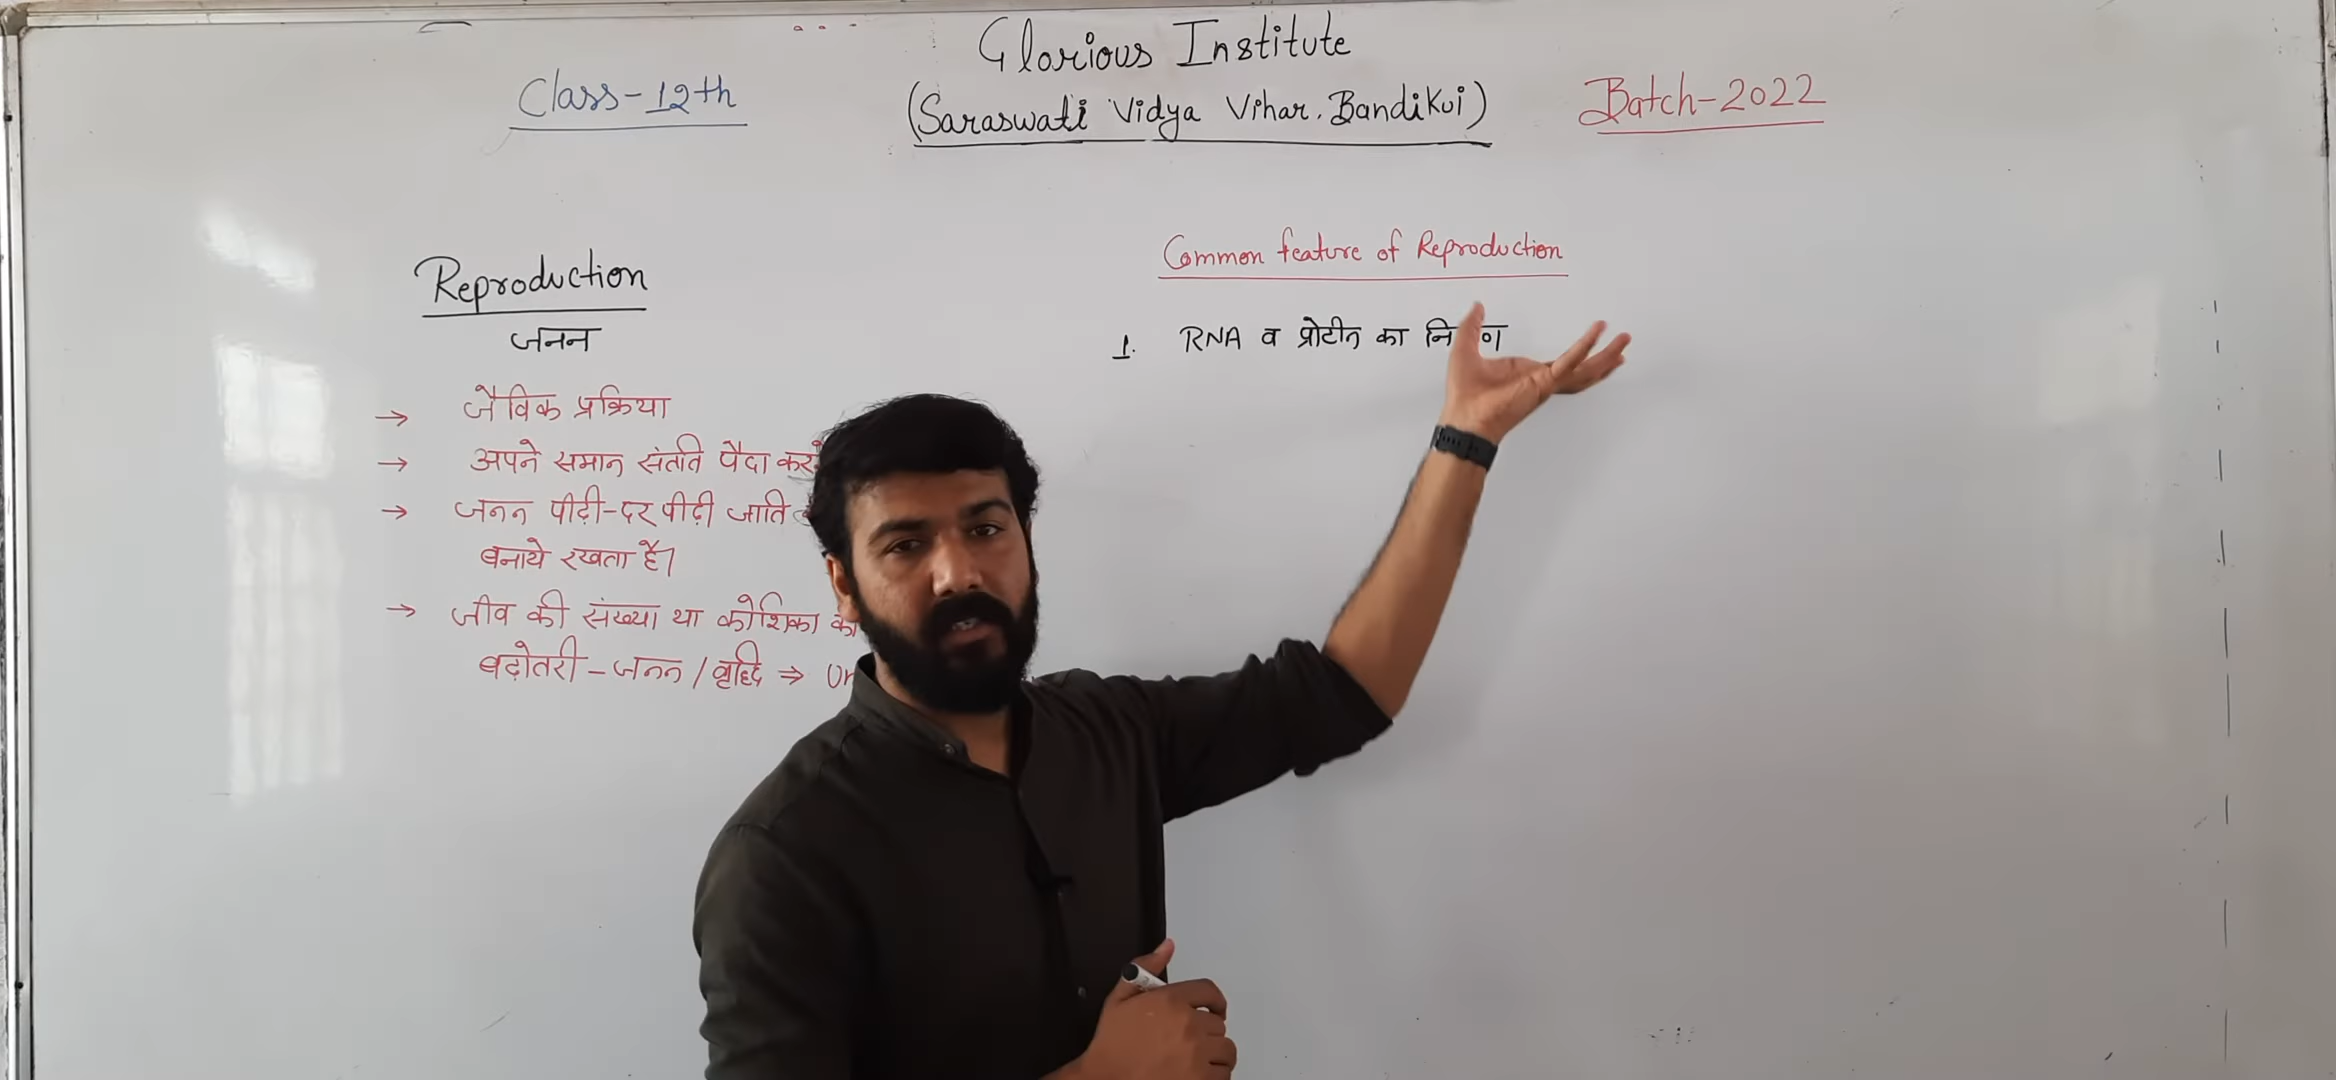 Glorious Institute
Class-12th
(Saraswati Vidya Vihar, Bandikui)
Batch-2022
Reproduction
जनन
→ जैविक प्रक्रिया
→ अपने समान संतति पैदा
→ जनन पीढ़ी-दर पीढ़ी जाति
बनाये रखता है।
→ जीव की संख्या या कोशिका
बढ़ोतरी - जनन / वृद्धि ⇒
Common feature of Reproduction
1. RNA व प्रोटीन का